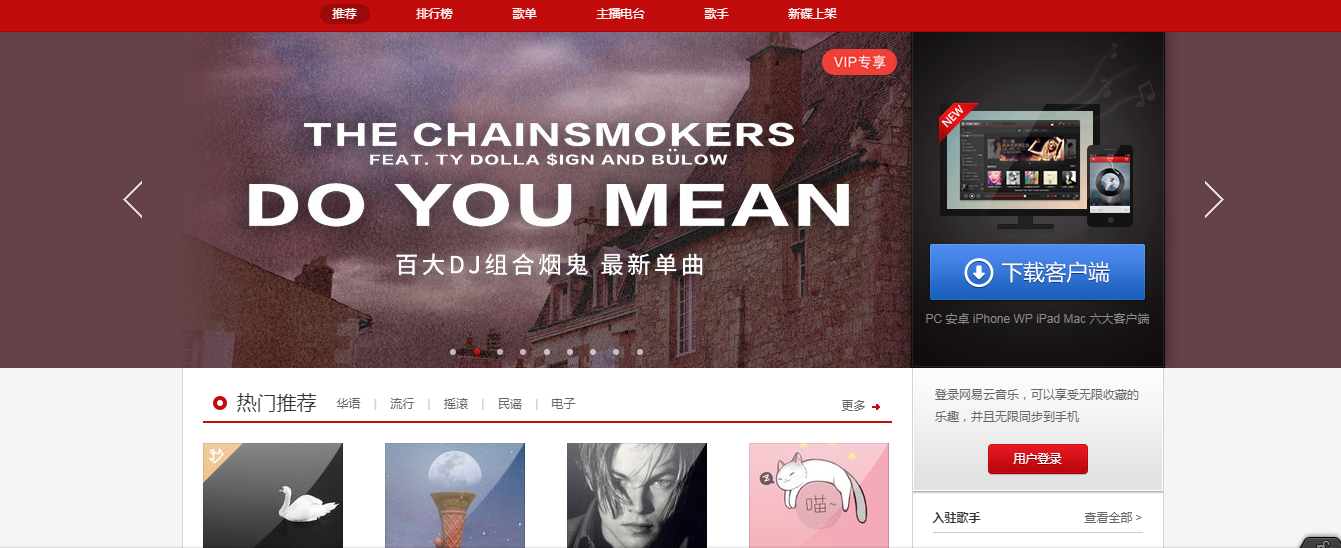 推荐 排行榜 歌单 主播电台 歌手 新碟上架
VIP专享
THE CHAINSMOKERS
FEAT. TY DOLLA $IGN AND BÜLOW
DO YOU MEAN
百大DJ组合烟鬼 最新单曲
NEW
下载客户端
PC 安卓 iPhone WP iPad Mac 六大客户端
热门推荐 华语 | 流行 | 摇滚 | 民谣 | 电子 更多
登录网易云音乐，可以享受无限收藏的
乐趣，并且无限同步到手机
用户登录
喵~
入驻歌手 查看全部 >